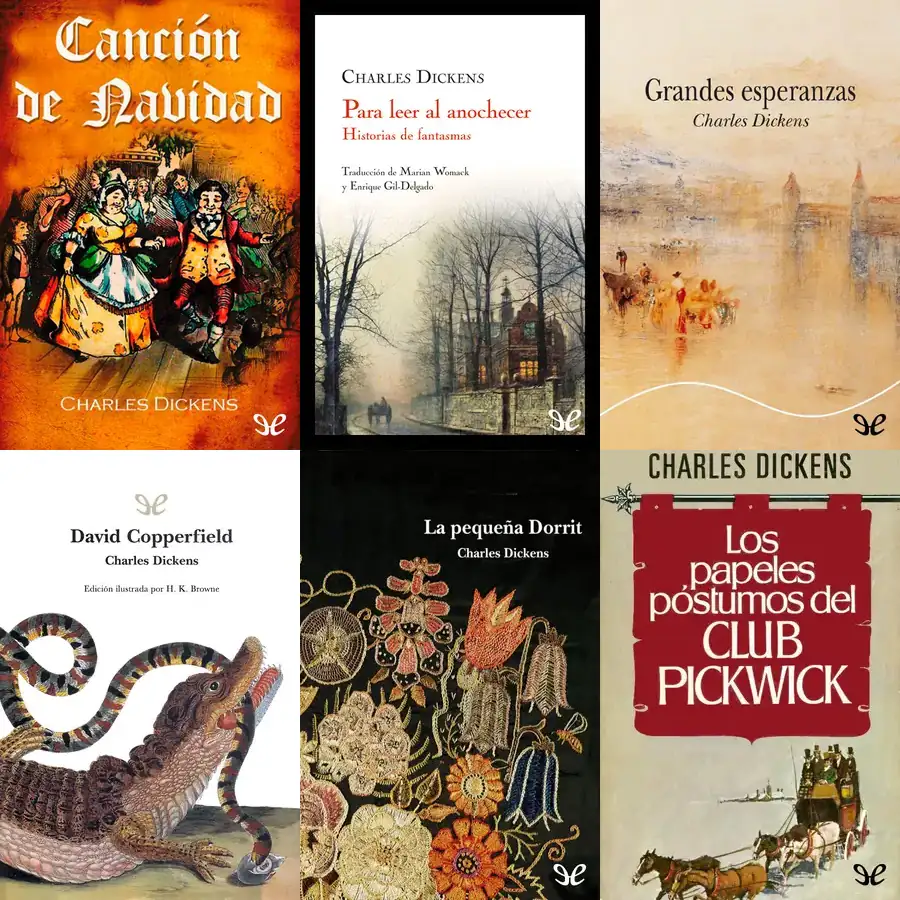 Canción
de Navidad
CHARLES DICKENS
CHARLES DICKENS
Para leer al anochecer
Historias de fantasmas
Traducción de Marian Womack
y Enrique Gil-Delgado
Grandes esperanzas
Charles Dickens
David Copperfield
Charles Dickens
Edición ilustrada por H. K. Browne
La pequeña Dorrit
Charles Dickens
CHARLES DICKENS
Los
papeles
póstumos del
CLUB
PICKWICK